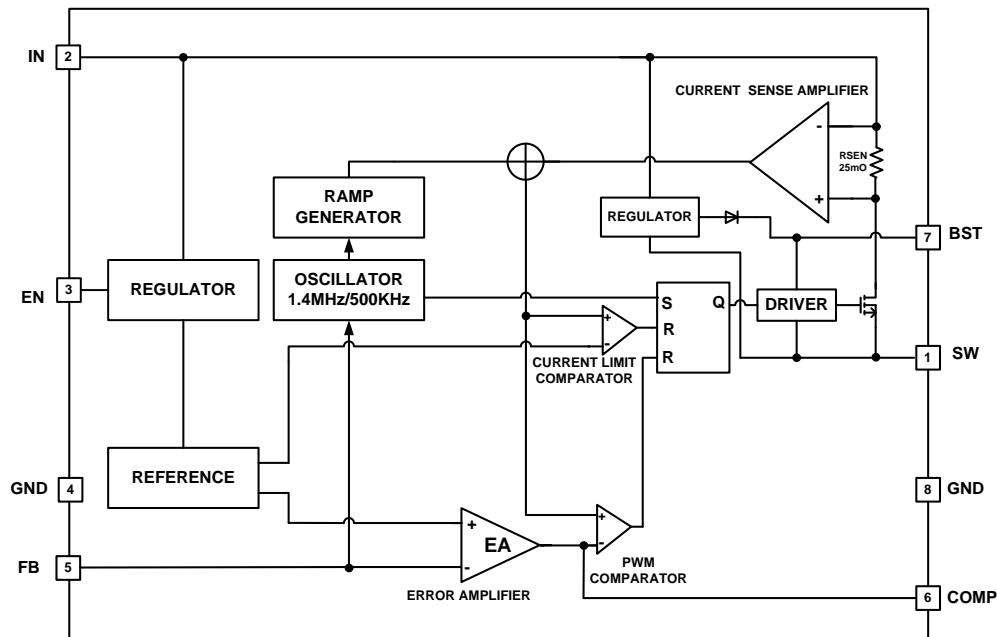 IN
2
CURRENT SENSE AMPLIFIER
-
RSEN
25mO
+
RAMP
GENERATOR
REGULATOR
7
BST
EN
3
REGULATOR
OSCILLATOR
1.4MHz/500KHz
S
Q
R
R
DRIVER
+
-
CURRENT LIMIT
COMPARATOR
1
SW
REFERENCE
GND
4
8
GND
+
EA
-
ERROR AMPLIFIER
+
-
PWM
COMPARATOR
FB
5
6
COMP